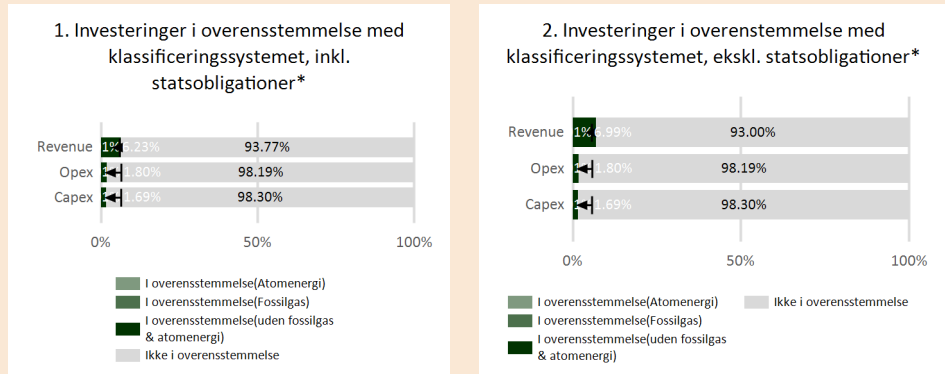 1. Investeringer i overensstemmelse med
klassificeringssystemet, inkl.
statsobligationer*
Revenue 1% 6.23% 93.77%
Opex 1.80% 98.19%
Capex 1.69% 98.30%
0% 50% 100%
I overensstemmelse(Atomenergi)
I overensstemmelse(Fossilgas)
I overensstemmelse(uden fossilgas
& atomenergi)
Ikke i overensstemmelse
2. Investeringer i overenstemmelse med
klassificeringssystemet, ekskl. statsobligationer*
Revenue 1% 6.99% 93.00%
Opex 1.80% 98.19%
Capex 1.69% 98.30%
0% 50% 100%
I overensstemmelse(Atomenergi)
Ikke i overensstemmelse
I overensstemmelse(Fossilgas)
I overensstemmelse(uden fossilgas
& atomenergi)